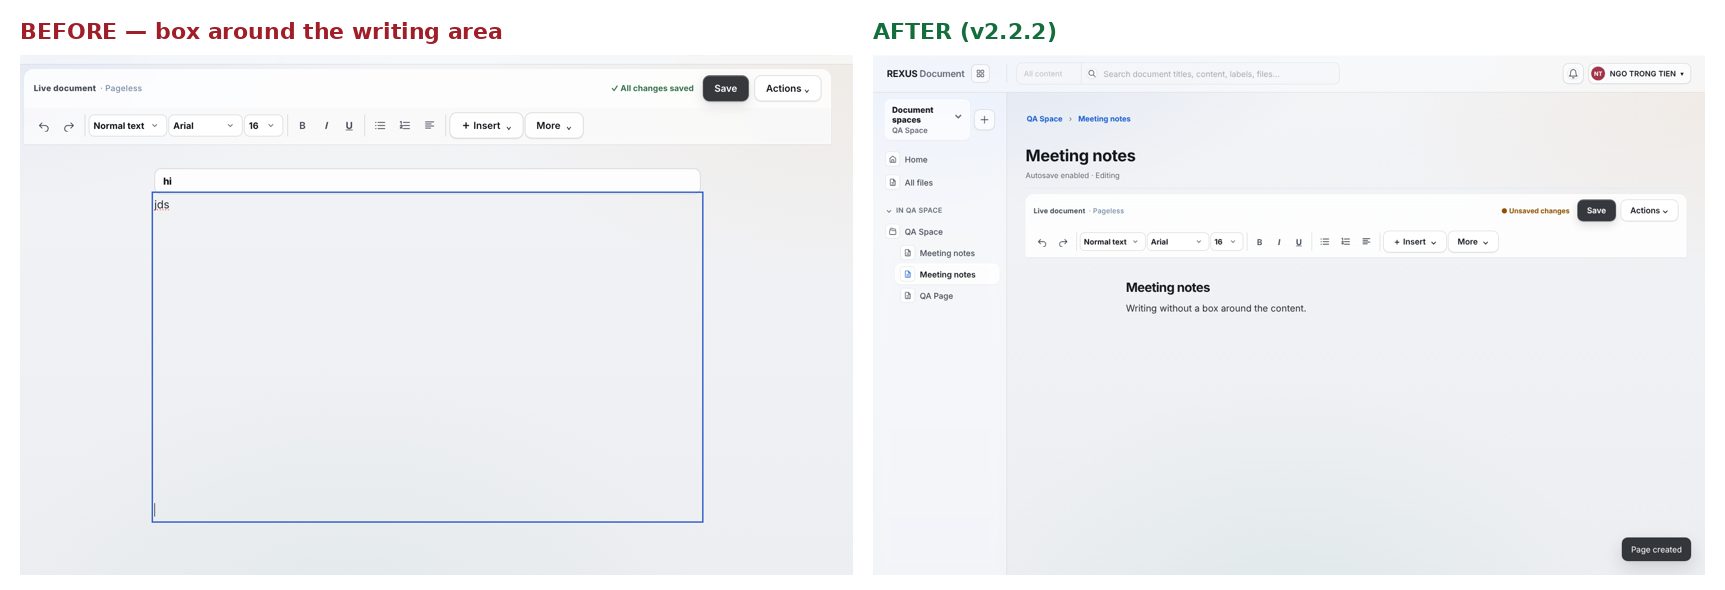 BEFORE — box around the writing area
Live document · Pageless
✓ All changes saved
Save
Actions
Normal text
Arial
16
B
I
U
+ Insert
More
hi
jds
AFTER (v2.2.2)
REXUS Document
All content
Search document titles, content, labels, files...
NT
NGO TRONG TIEN
Document spaces
QA Space
Home
All files
IN QA SPACE
QA Space
Meeting notes
Meeting notes
QA Page
QA Space › Meeting notes
Meeting notes
Autosave enabled · Editing
Live document · Pageless
Unsaved changes
Save
Actions
Normal text
Arial
16
B
I
U
+ Insert
More
Meeting notes
Writing without a box around the content.
Page created